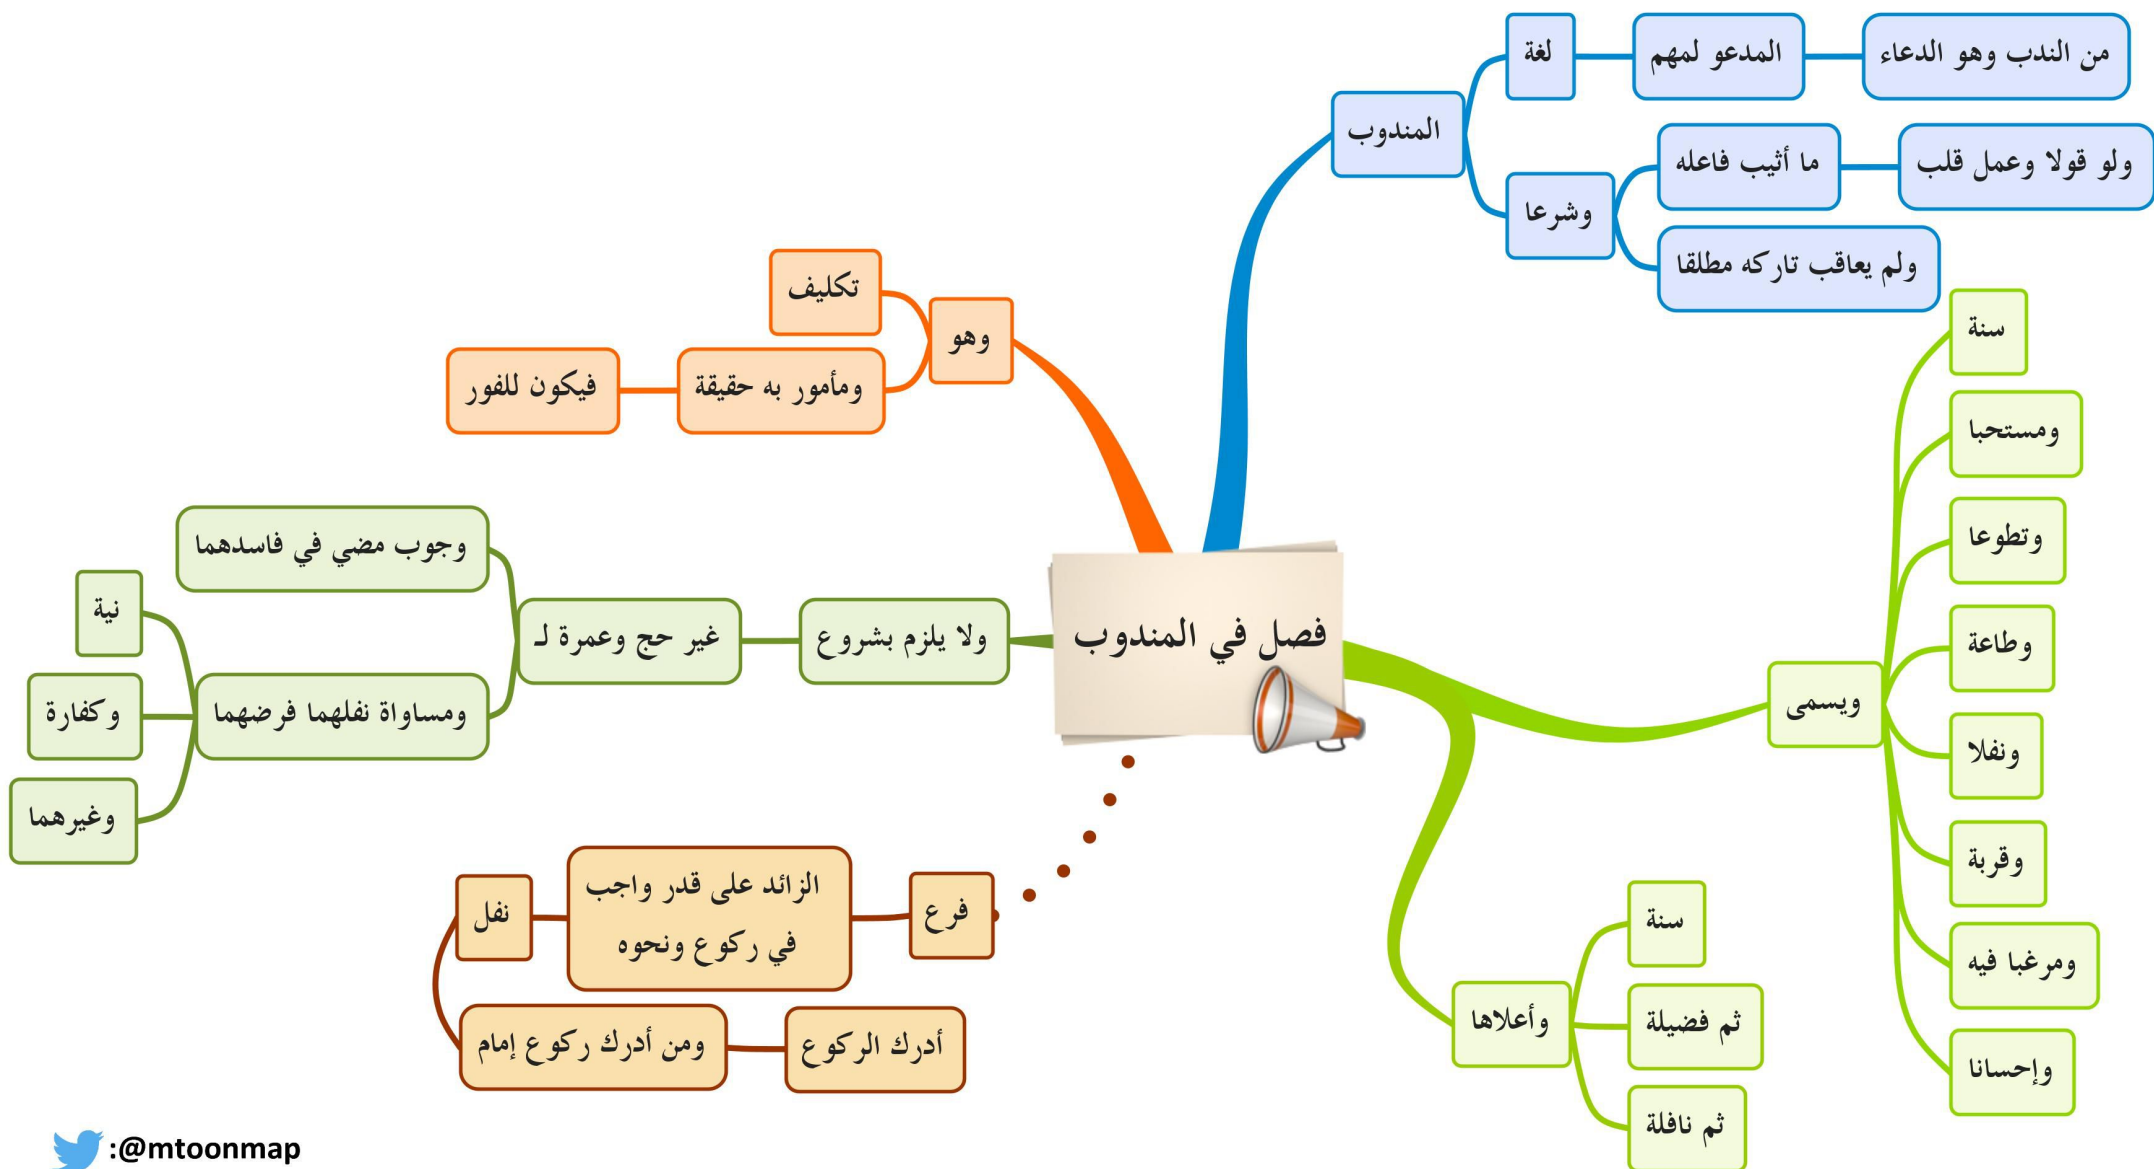 فصل في المندوب
المندوب
لغة
المدعو لمهم
من الندب وهو الدعاء
وشرعا
ما أثيب فاعله
ولو قولا وعمل قلب
ولم يعاقب تاركه مطلقا
ويسمى
سنة
ومستحبا
وتطوعا
وطاعة
ونفلا
وقربة
ومرغبا فيه
وإحسانا
وأعلاها
سنة
ثم فضيلة
ثم نافلة
وهو
تكليف
ومأمور به حقيقة
فيكون للفور
ولا يلزم بشروع
غير حج وعمرة لـ
وجوب مضي في فاسدهما
ومساواة نفلهما فرضهما
نية
وكفارة
وغيرهما
فرع
الزائد على قدر واجب
في ركوع ونحوه
نفل
ومن أدرك ركوع إمام
أدرك الركوع
:@mtoonmap